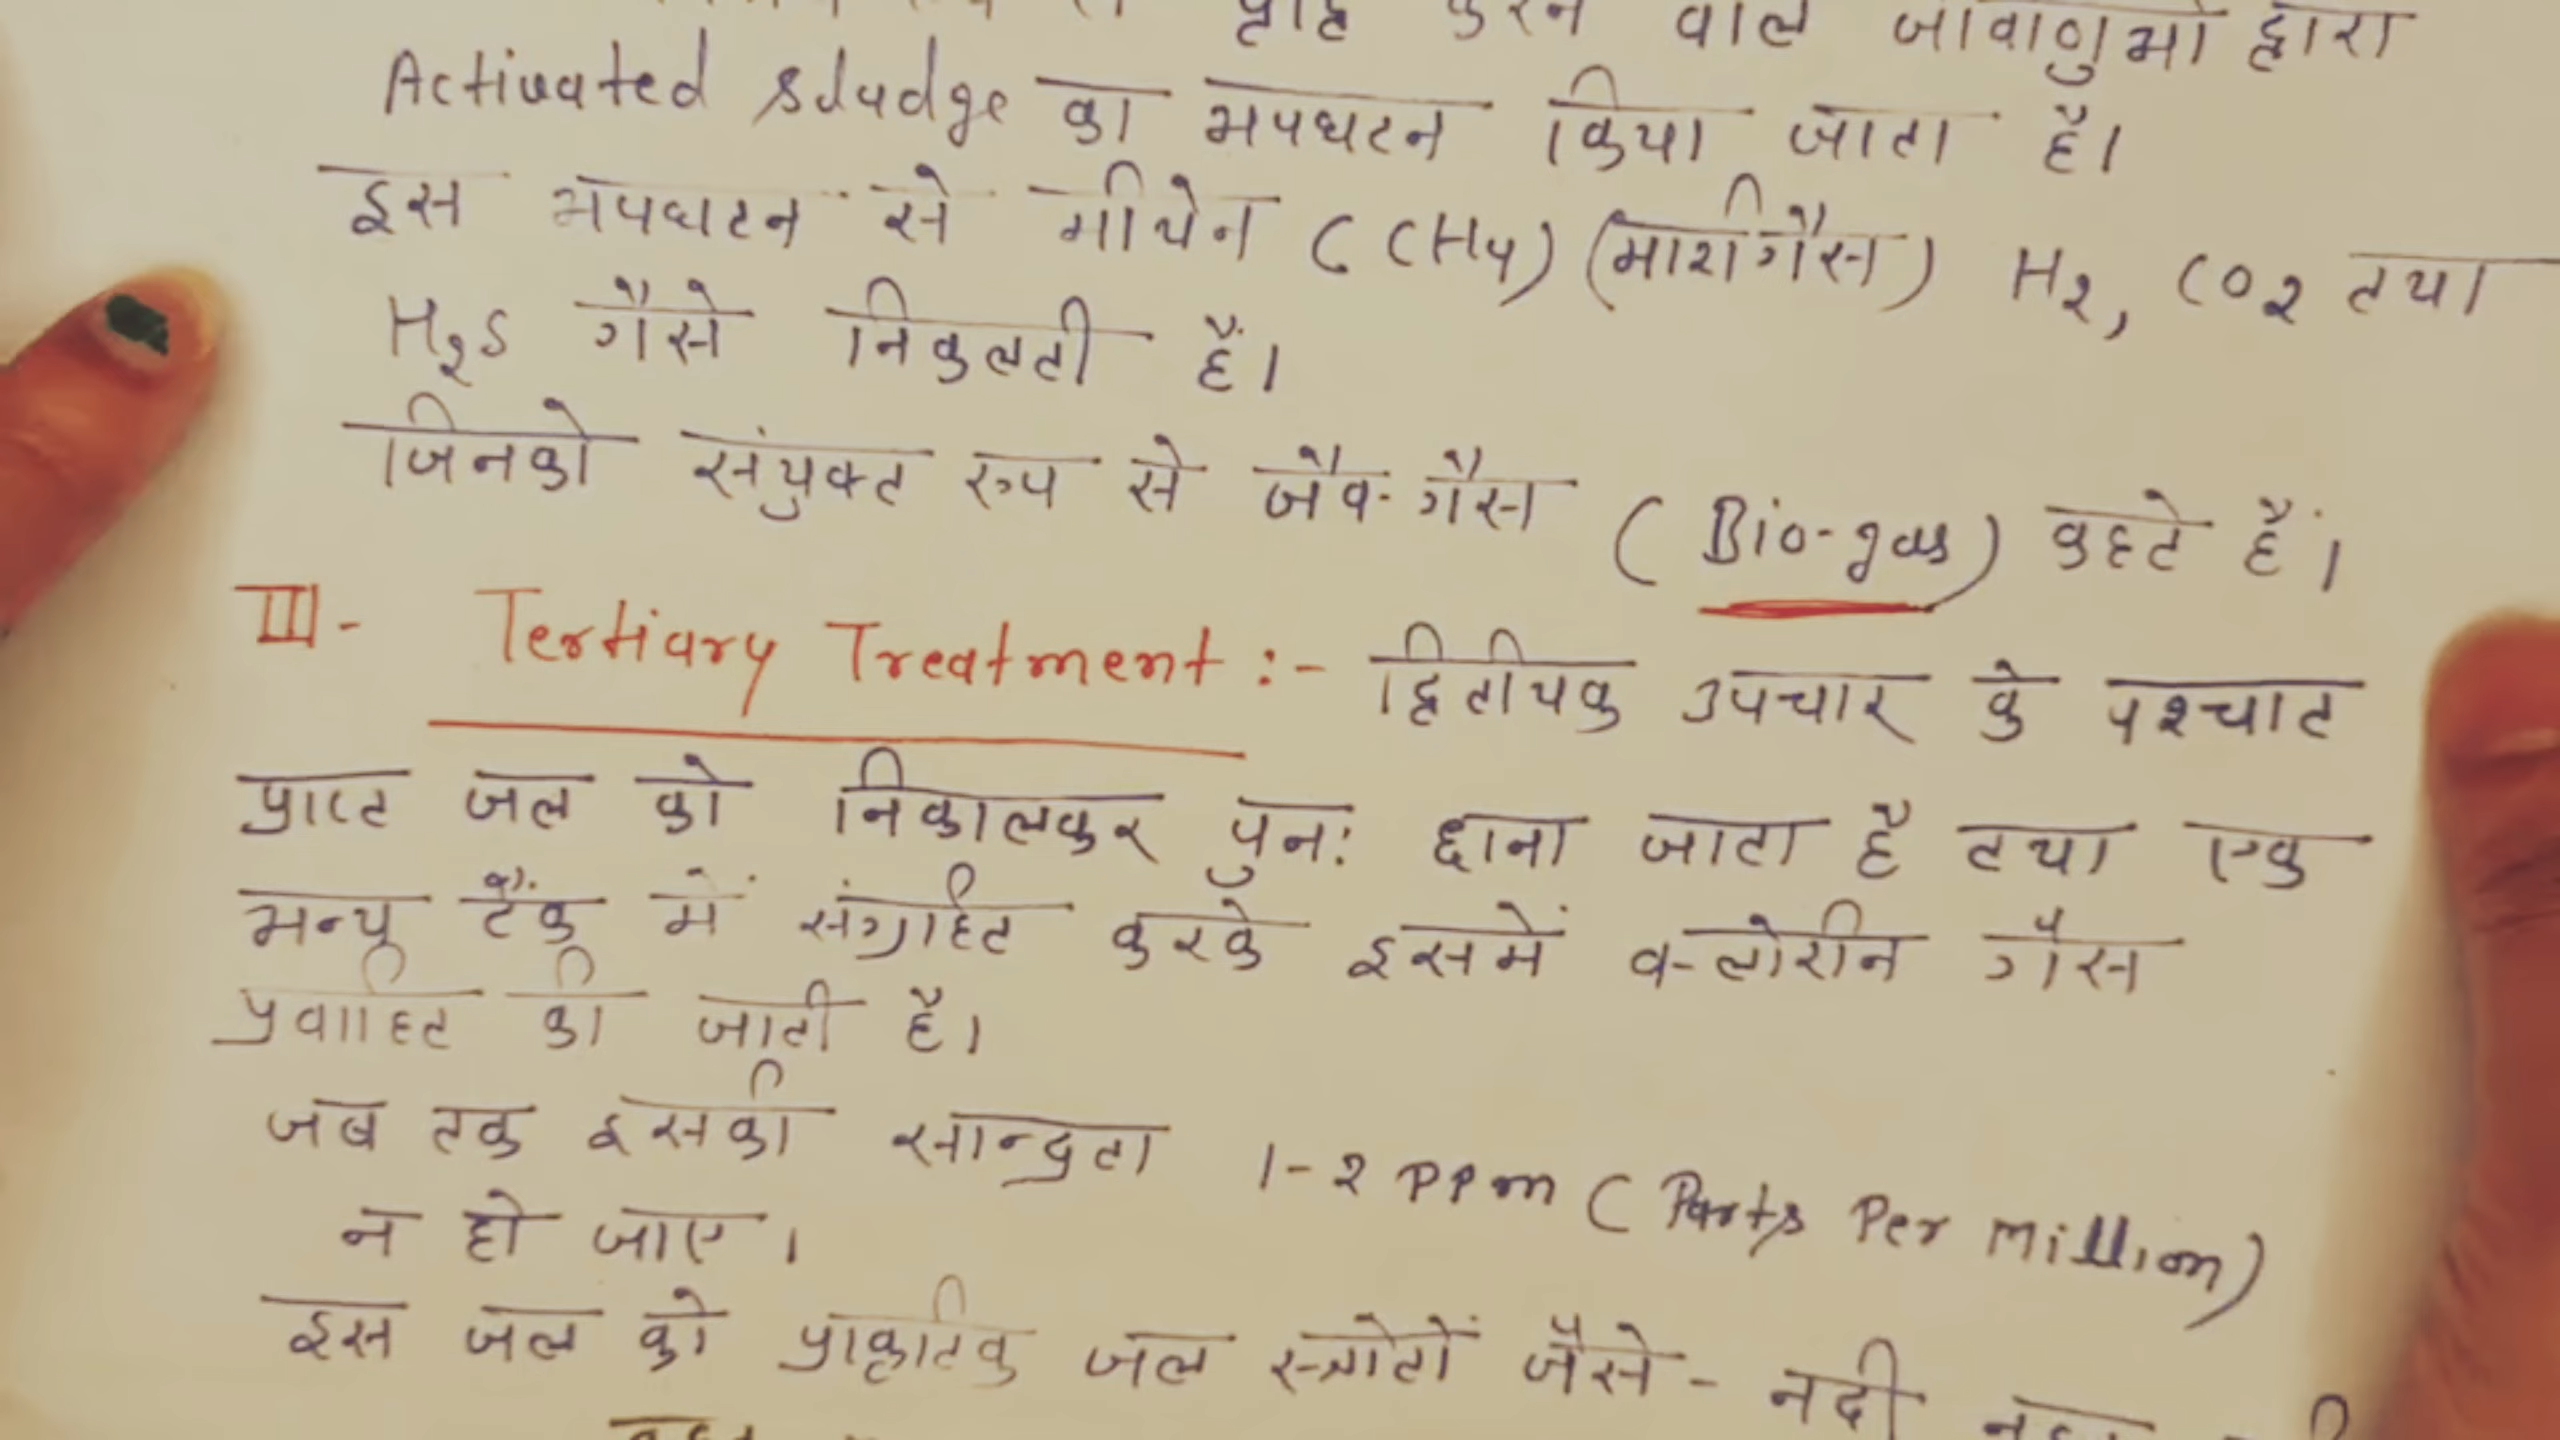 वृद्धि करने वाले जीवाणुओं द्वारा
Activated sludge का अपघटन किया जाता है।
इस अपघटन से मीथेन (CH4) (मार्शगैस) H2, CO2 तथा
H2S गैसे निकलती हैं।
जिनको संयुक्त रूप से जैव-गैस (Bio-gas) कहते हैं।
III- Tertiary Treatment :- द्वितीयक उपचार के पश्चात
प्राप्त जल को निकालकर पुनः छाना जाता है तथा एक
अन्य टैंक में संग्रहित करके इसमें क्लोरीन गैस
प्रवाहित की जाती है।
जब तक इसकी सान्द्रता 1-2 PPm (Parts Per Million)
न हो जाए।
इस जल को प्राकृतिक जल स्त्रोतों जैसे- नदी